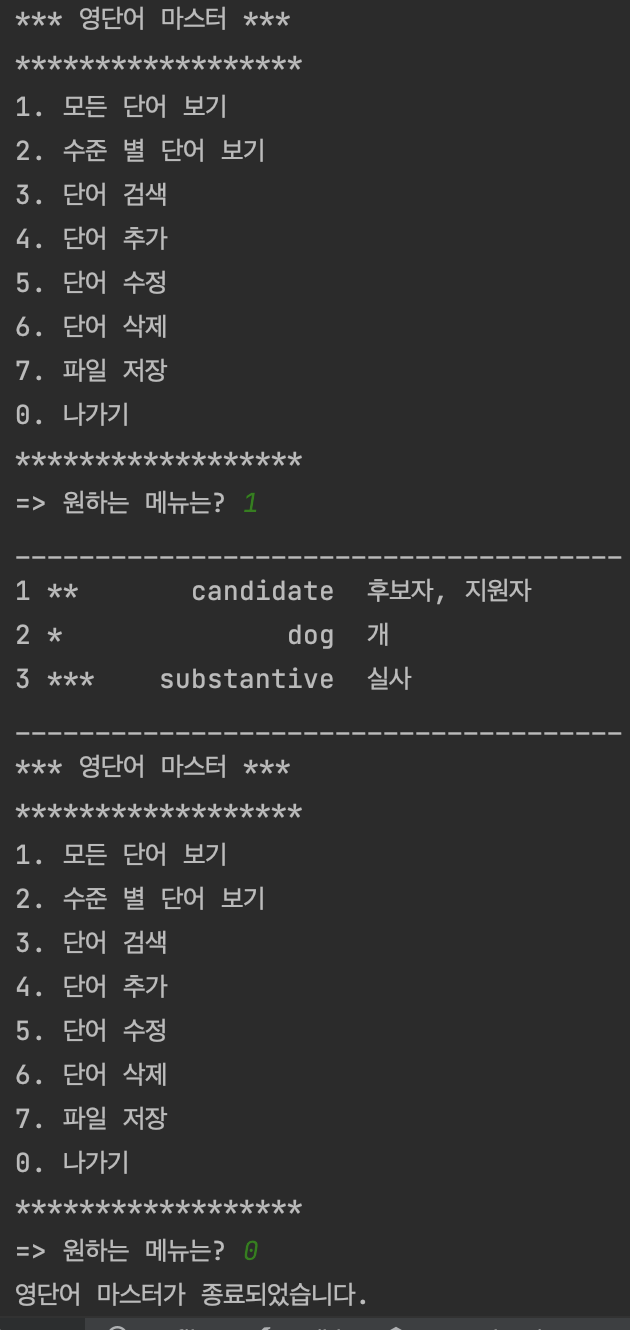 *** 영단어 마스터 ***
******************
1. 모든 단어 보기
2. 수준 별 단어 보기
3. 단어 검색
4. 단어 추가
5. 단어 수정
6. 단어 삭제
7. 파일 저장
0. 나가기
******************
=> 원하는 메뉴는? 1
--------------------------------------
1 ** candidate 후보자, 지원자
2 * dog 개
3 *** substantive 실사
--------------------------------------
*** 영단어 마스터 ***
******************
1. 모든 단어 보기
2. 수준 별 단어 보기
3. 단어 검색
4. 단어 추가
5. 단어 수정
6. 단어 삭제
7. 파일 저장
0. 나가기
******************
=> 원하는 메뉴는? 0
영단어 마스터가 종료되었습니다.